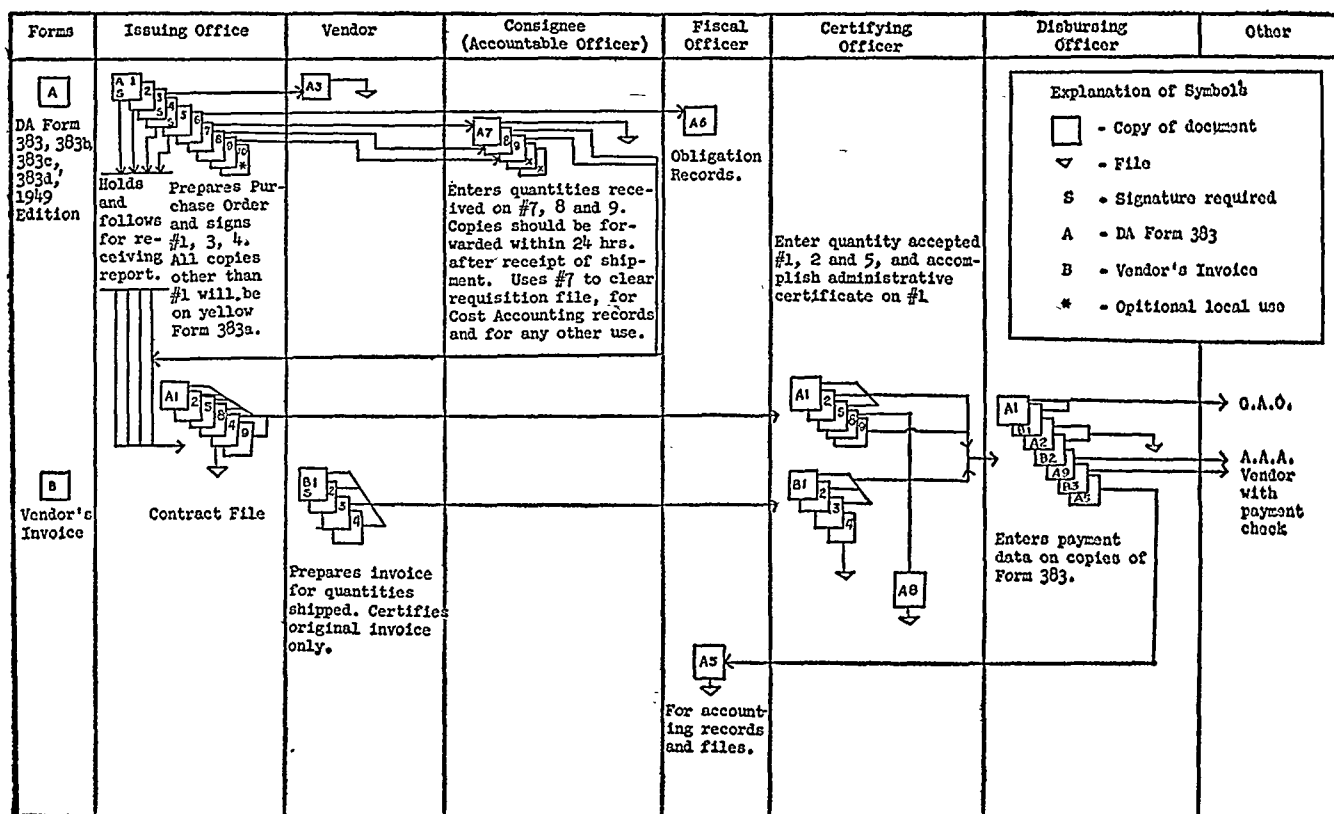 Forms
Issuing Office
Vendor
Consignee
(Accountable Officer)
Fiscal
Officer
Certifying
Officer
Disbursing
Officer
Other
A
DA Form
383, 383b,
383c,
383d,
1949
Edition
A 1
S
2
3
S
4
S
5
6
7
8
9
10
*
Holds
and
follows
for re-
ceiving
report.
Prepares Pur-
chase Order
and signs
#1, 3, 4.
All copies
other than
#1 will be
on yellow
Form 383a.
A3
A7
8
9
*
*
Enters quantities rece-
ived on #7, 8 and 9.
Copies should be for-
warded within 24 hrs.
after receipt of ship-
ment. Uses #7 to clear
requisition file, for
Cost Accounting records
and for any other use.
A6
Obligation
Records.
Enter quantity accepted
#1, 2 and 5, and accom-
plish administrative
certificate on #1
Explanation of Symbols
- Copy of document
- File
S - Signature required
A - DA Form 383
B - Vendor's Invoice
* - Opitional local use
A1
2
5
8
4
9
Contract File
A1
2
5
8
9
A1
B1
A2
B2
A9
B3
A5
G.A.O.
A.A.A.
Vendor
with
payment
check
Enters payment
data on copies of
Form 383.
B
Vendor's
Invoice
B1
S
2
3
4
Prepares invoice
for quantities
shipped. Certifies
original invoice
only.
B1
2
3
4
A8
A5
For account-
ing records
and files.